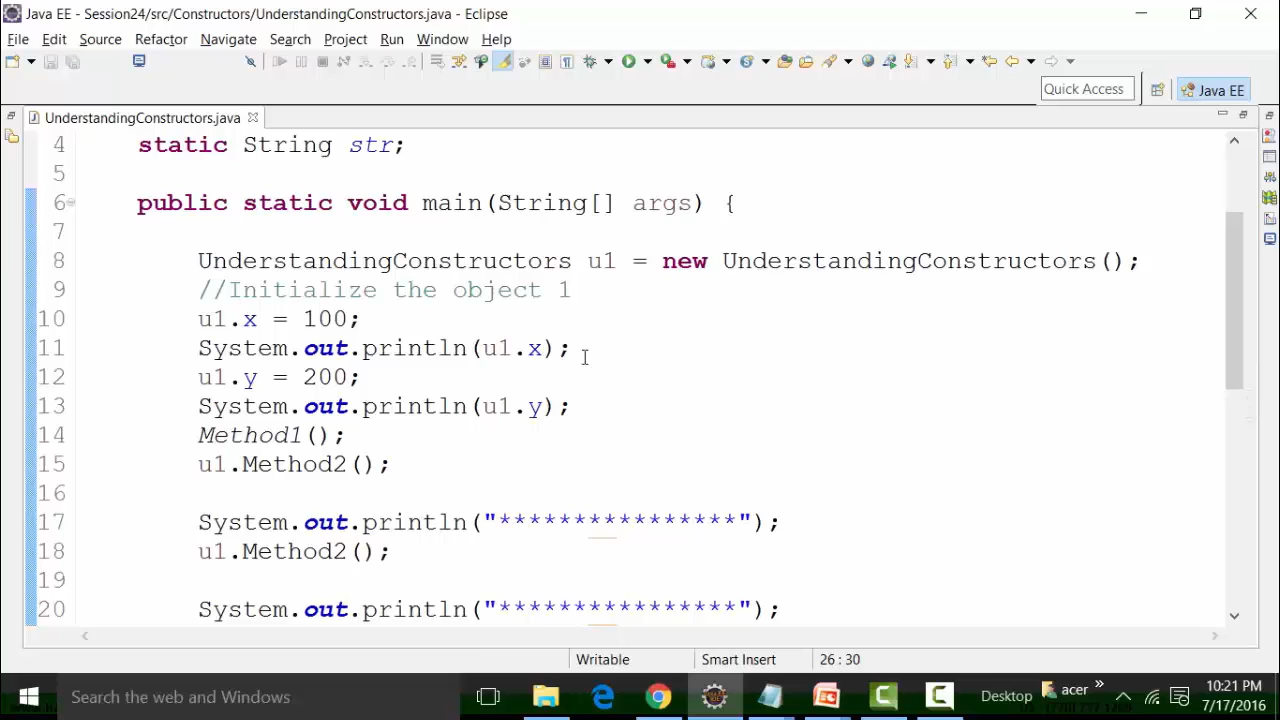 Java EE - Session24/src/Constructors/UnderstandingConstructors.java - Eclipse
File Edit Source Refactor Navigate Search Project Run Window Help
Quick Access
Java EE
UnderstandingConstructors.java
4 static String str;
5
6 public static void main(String[] args) {
7
8 UnderstandingConstructors u1 = new UnderstandingConstructors();
9 //Initialize the object 1
10 u1.x = 100;
11 System.out.println(u1.x);
12 u1.y = 200;
13 System.out.println(u1.y);
14 Method1();
15 u1.Method2();
16
17 System.out.println("****************");
18 u1.Method2();
19
20 System.out.println("****************");
Writable Smart Insert 26 : 30
Search the web and Windows
Desktop
acer
10:21 PM
7/17/2016